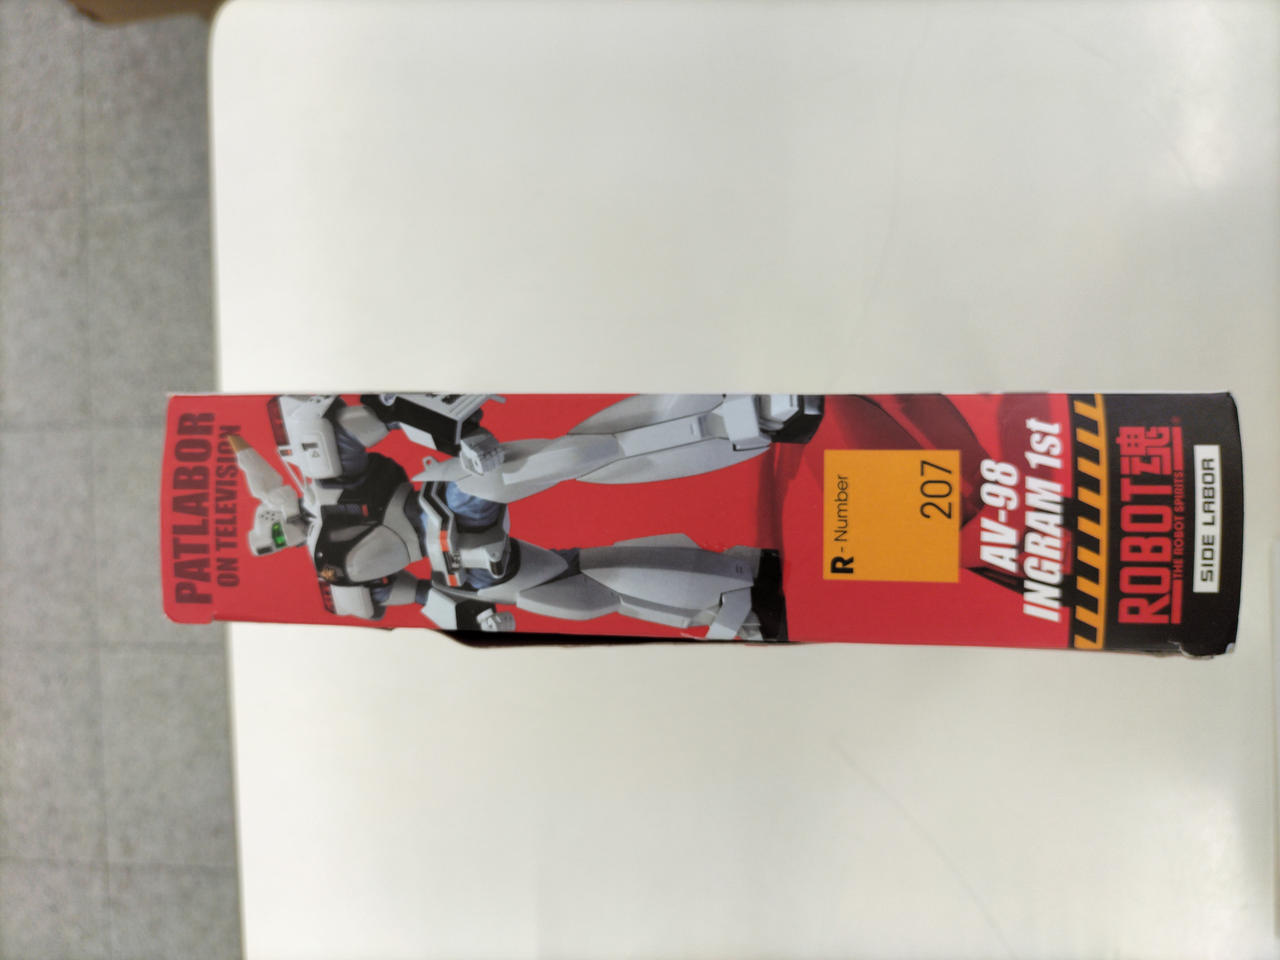 PATLABOR
ON TELEVISION
R - Number
207
AV-98
INGRAM 1st
ROBOT魂
THE ROBOT SPIRITS
SIDE LABOR